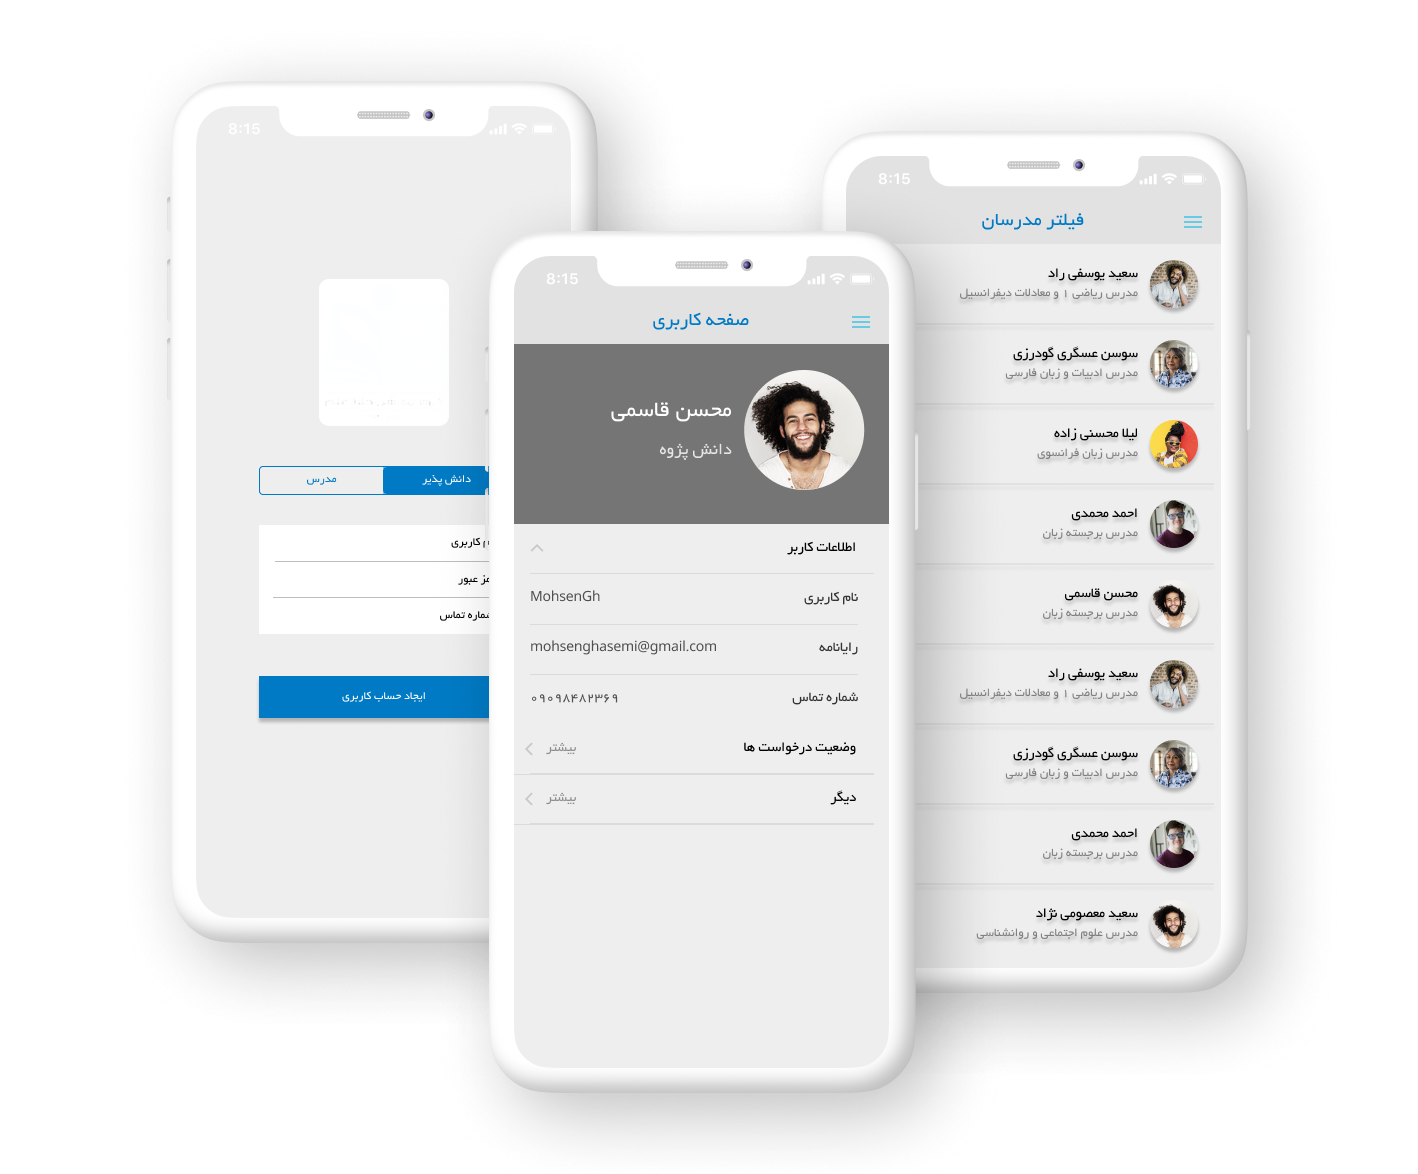 8:15
دانش پذیر
مدرس
کاربری
عبور
تماس
ایجاد حساب کاربری
8:15
صفحه کاربری
محسن قاسمی
دانش پژوه
اطلاعات کاربر
نام کاربری MohsenGh
رایانامه mohsenghasemi@gmail.com
شماره تماس ۰۹۰۹۸۴۸۲۳۶۹
وضعیت درخواست ها بیشتر
دیگر بیشتر
8:15
فیلتر مدرسان
سعید یوسفی راد
مدرس ریاضی ۱ و معادلات دیفرانسیل
سوسن عسگری گودرزی
مدرس ادبیات و زبان فارسی
لیلا محسنی زاده
مدرس زبان فرانسوی
احمد محمدی
مدرس برجسته زبان
محسن قاسمی
مدرس برجسته زبان
سعید یوسفی راد
مدرس ریاضی ۱ و معادلات دیفرانسیل
سوسن عسگری گودرزی
مدرس ادبیات و زبان فارسی
احمد محمدی
مدرس برجسته زبان
سعید معصومی نژاد
مدرس علوم اجتماعی و روانشناسی